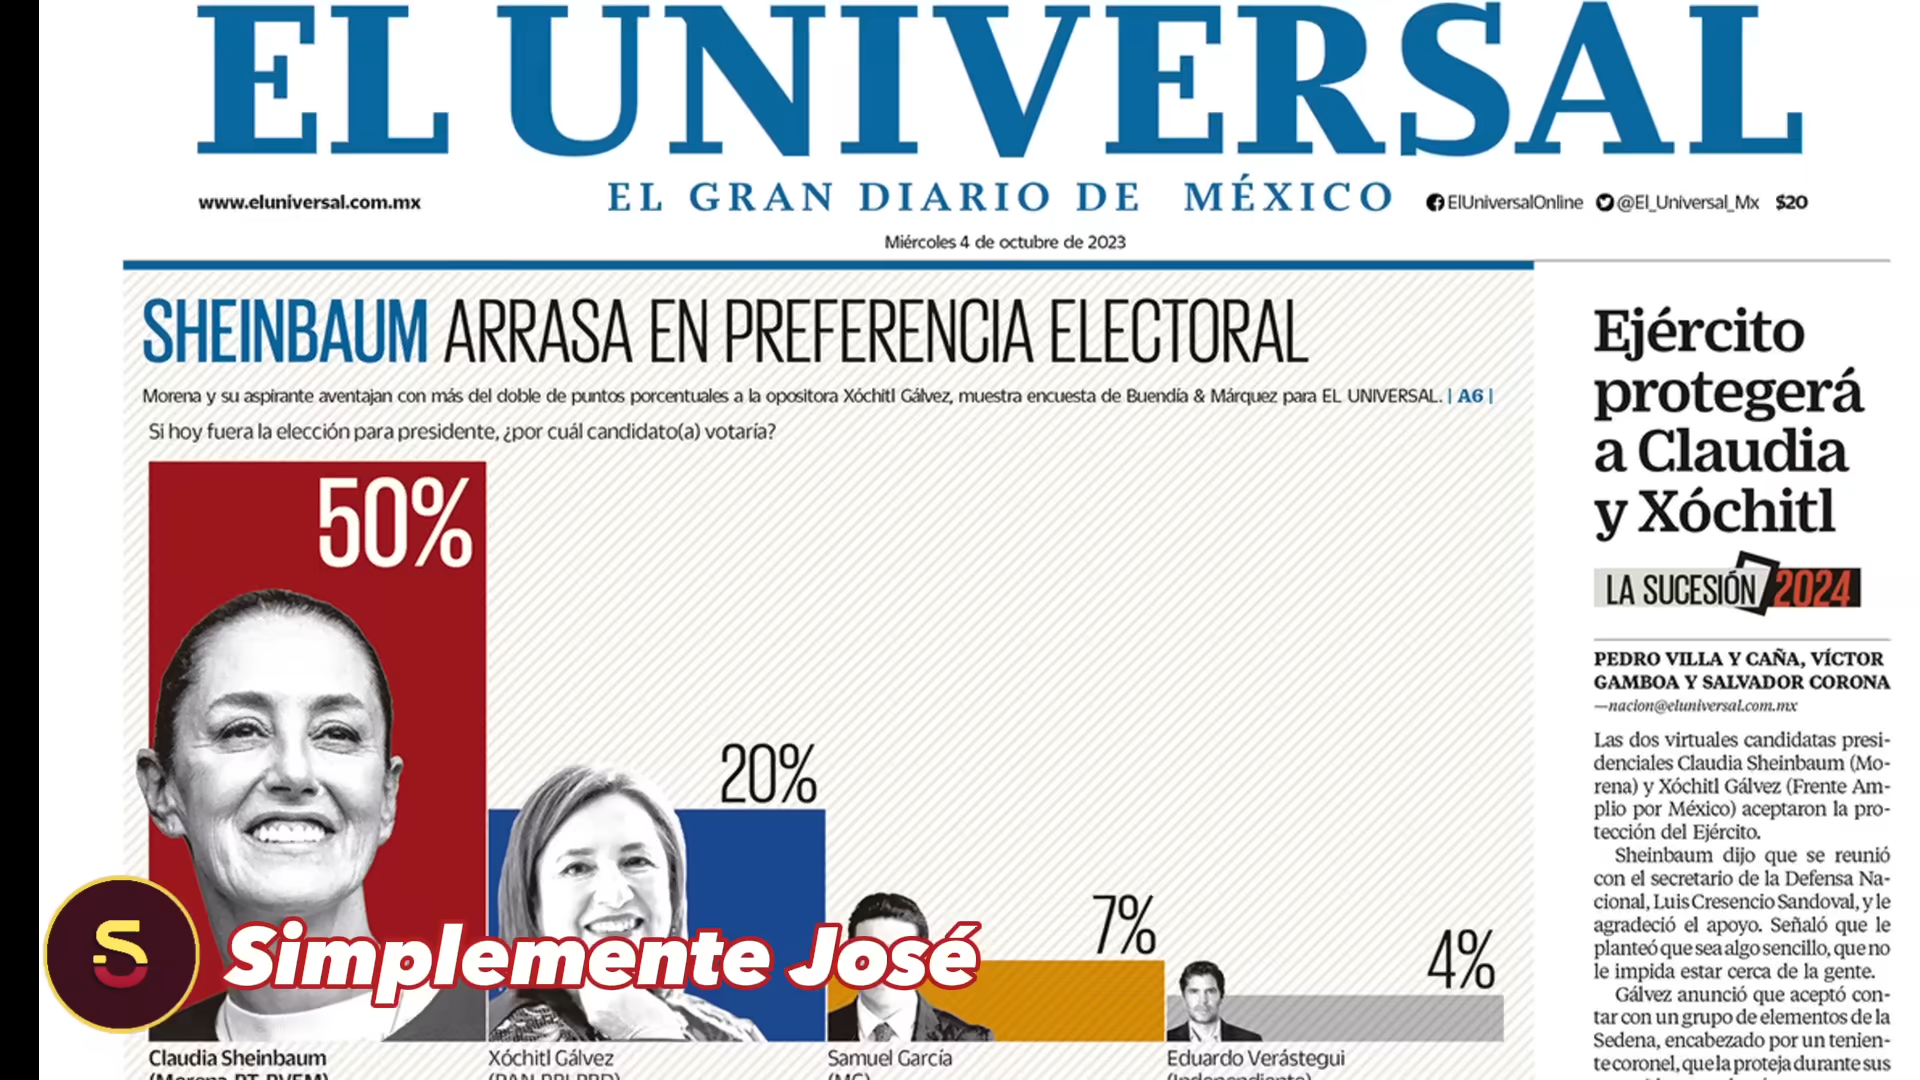 EL UNIVERSAL
www.eluniversal.com.mx
EL GRAN DIARIO DE MÉXICO
ElUniversalOnline @El_Universal_Mx $20
Miércoles 4 de octubre de 2023
SHEINBAUM ARRASA EN PREFERENCIA ELECTORAL
Morena y su aspirante aventajan con más del doble de puntos porcentuales a la opositora Xóchitl Gálvez, muestra encuesta de Buendía & Márquez para EL UNIVERSAL. | A6 |
Si hoy fuera la elección para presidente, ¿por cuál candidato(a) votaría?
50%
20%
7%
4%
S
Simplemente José
Claudia Sheinbaum
(Morena-PT-PVEM)
Xóchitl Gálvez
(PAN-PRI-PRD)
Samuel García
(MC)
Eduardo Verástegui
(Independiente)
Ejército
protegerá
a Claudia
y Xóchitl
LA SUCESIÓN 2024
PEDRO VILLA Y CAÑA, VÍCTOR
GAMBOA Y SALVADOR CORONA
—nacion@eluniversal.com.mx
Las dos virtuales candidatas presi-
denciales Claudia Sheinbaum (Mo-
rena) y Xóchitl Gálvez (Frente Am-
plio por México) aceptaron la pro-
tección del Ejército.
Sheinbaum dijo que se reunió
con el secretario de la Defensa Na-
cional, Luis Cresencio Sandoval, y le
agradeció el apoyo. Señaló que le
planteó que sea algo sencillo, que no
le impida estar cerca de la gente.
Gálvez anunció que aceptó con-
tar con un grupo de elementos de la
Sedena, encabezado por un tenien-
te coronel, que la proteja durante sus